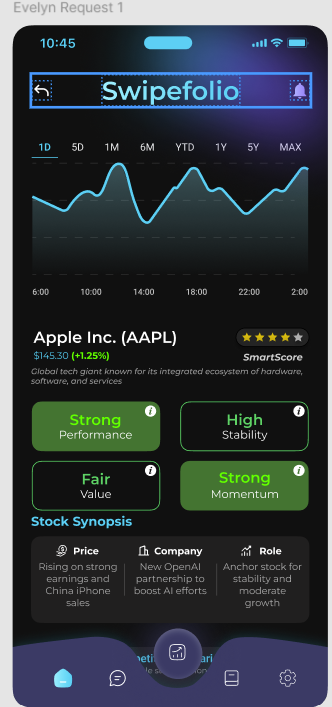 Evelyn Request 1
10:45
Swipefolio
1D 5D 1M 6M YTD 1Y 5Y MAX
6:00 10:00 14:00 18:00 22:00 2:00
Apple Inc. (AAPL)
$145.30 (+1.25%)
SmartScore
Global tech giant known for its integrated ecosystem of hardware,
software, and services
Strong
Performance
i
High
Stability
i
Fair
Value
i
Strong
Momentum
i
Stock Synopsis
Price
Rising on strong
earnings and
China iPhone
sales
Company
New OpenAI
partnership to
boost AI efforts
Role
Anchor stock for
stability and
moderate
growth